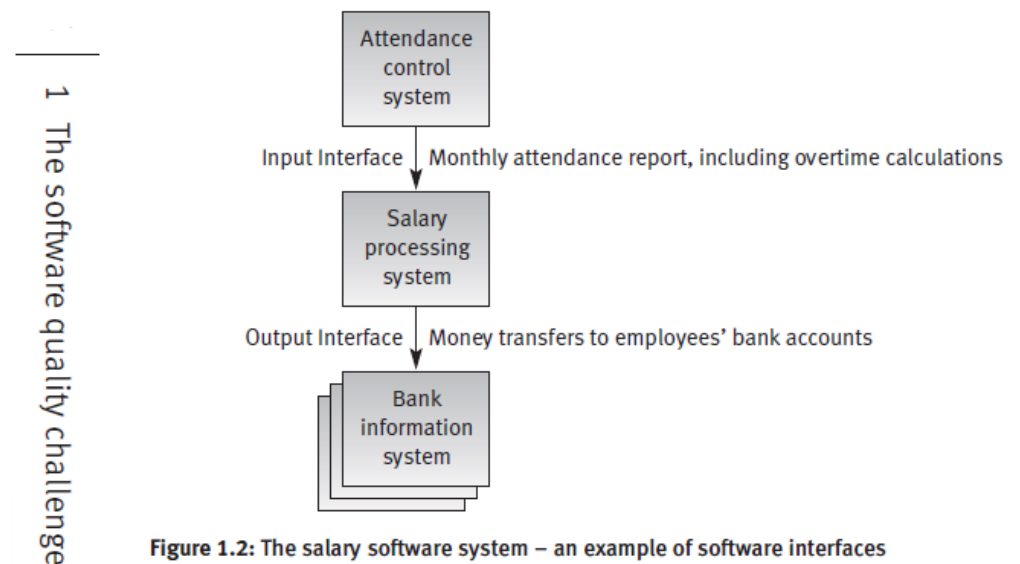 1 The software quality challenge
Attendance
control
system
Input Interface Monthly attendance report, including overtime calculations
Salary
processing
system
Output Interface Money transfers to employees’ bank accounts
Bank
information
system
Figure 1.2: The salary software system – an example of software interfaces